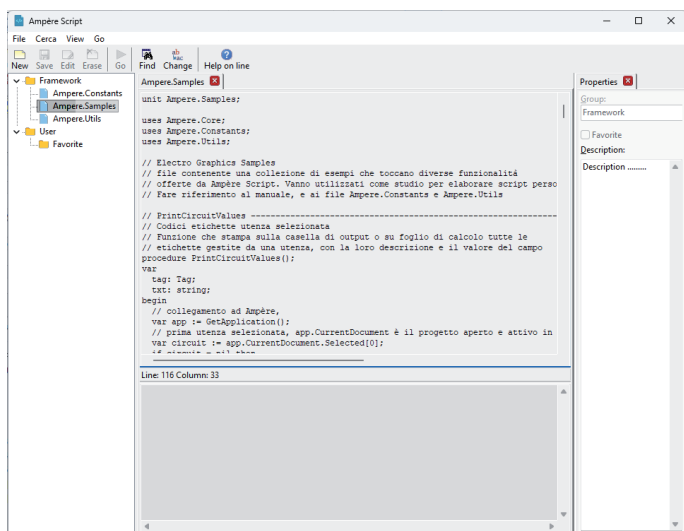 Ampère Script
File Cerca View Go
New Save Edit Erase Go Find Change Help on line
Framework
Ampere.Constants
Ampere.Samples
Ampere.Utils
User
Favorite
Ampere.Samples
unit Ampere.Samples;
uses Ampere.Core;
uses Ampere.Constants;
uses Ampere.Utils;
// Electro Graphics Samples
// file contenente una collezione di esempi che toccano diverse funzionalitá
// offerte da Ampère Script. Vanno utilizzati come studio per elaborare script perso
// Fare riferimento al manuale, e ai file Ampere.Constants e Ampere.Utils
// PrintCircuitValues ---------------------------------------------------------
// Codici etichette utenza selezionata
// Funzione che stampa sulla casella di output o su foglio di calcolo tutte le
// etichette gestite da una utenza, con la loro descrizione e il valore del campo
procedure PrintCircuitValues();
var
tag: Tag;
txt: string;
begin
// collegamento ad Ampère,
var app := GetApplication();
// prima utenza selezionata, app.CurrentDocument è il progetto aperto e attivo in
var circuit := app.CurrentDocument.Selected[0];
if circuit = nil then
Line: 116 Column: 33
Properties
Group:
Framework
Favorite
Description:
Description .........